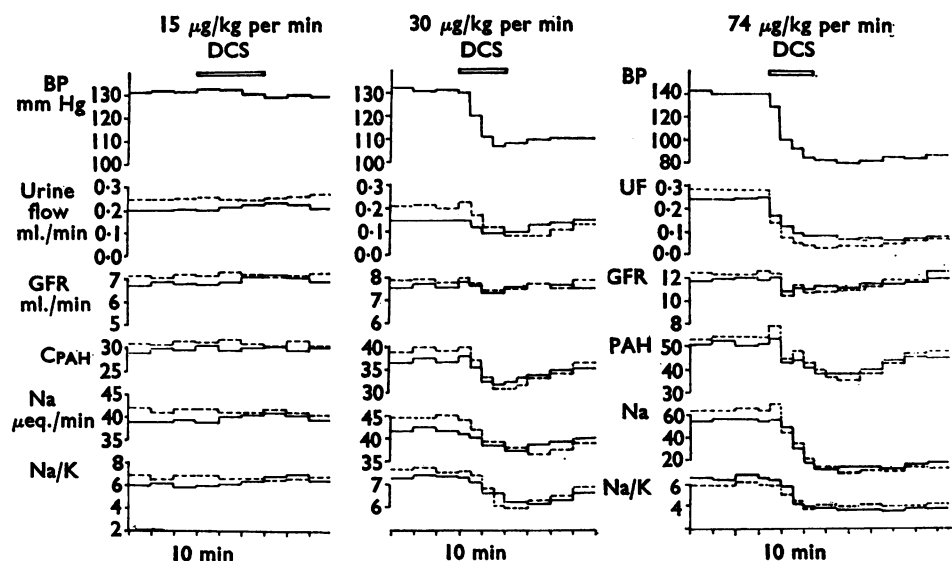 15 µg/kg per min
DCS
30 µg/kg per min
DCS
74 µg/kg per min
DCS
BP
mm Hg
130
120
110
100
130
120
110
100
BP
140
120
100
80
Urine
flow
ml./min
0·3
0·2
0·1
0·0
0·3
0·2
0·1
0·0
UF
0·3
0·2
0·1
0·0
GFR
ml./min
7
6
5
8
7
6
GFR
12
10
8
CPAH
30
25
40
35
30
PAH
50
40
30
Na
µeq./min
45
40
35
45
40
35
Na
60
40
20
Na/K
8
6
4
2
7
6
Na/K
6
4
10 min
10 min
10 min